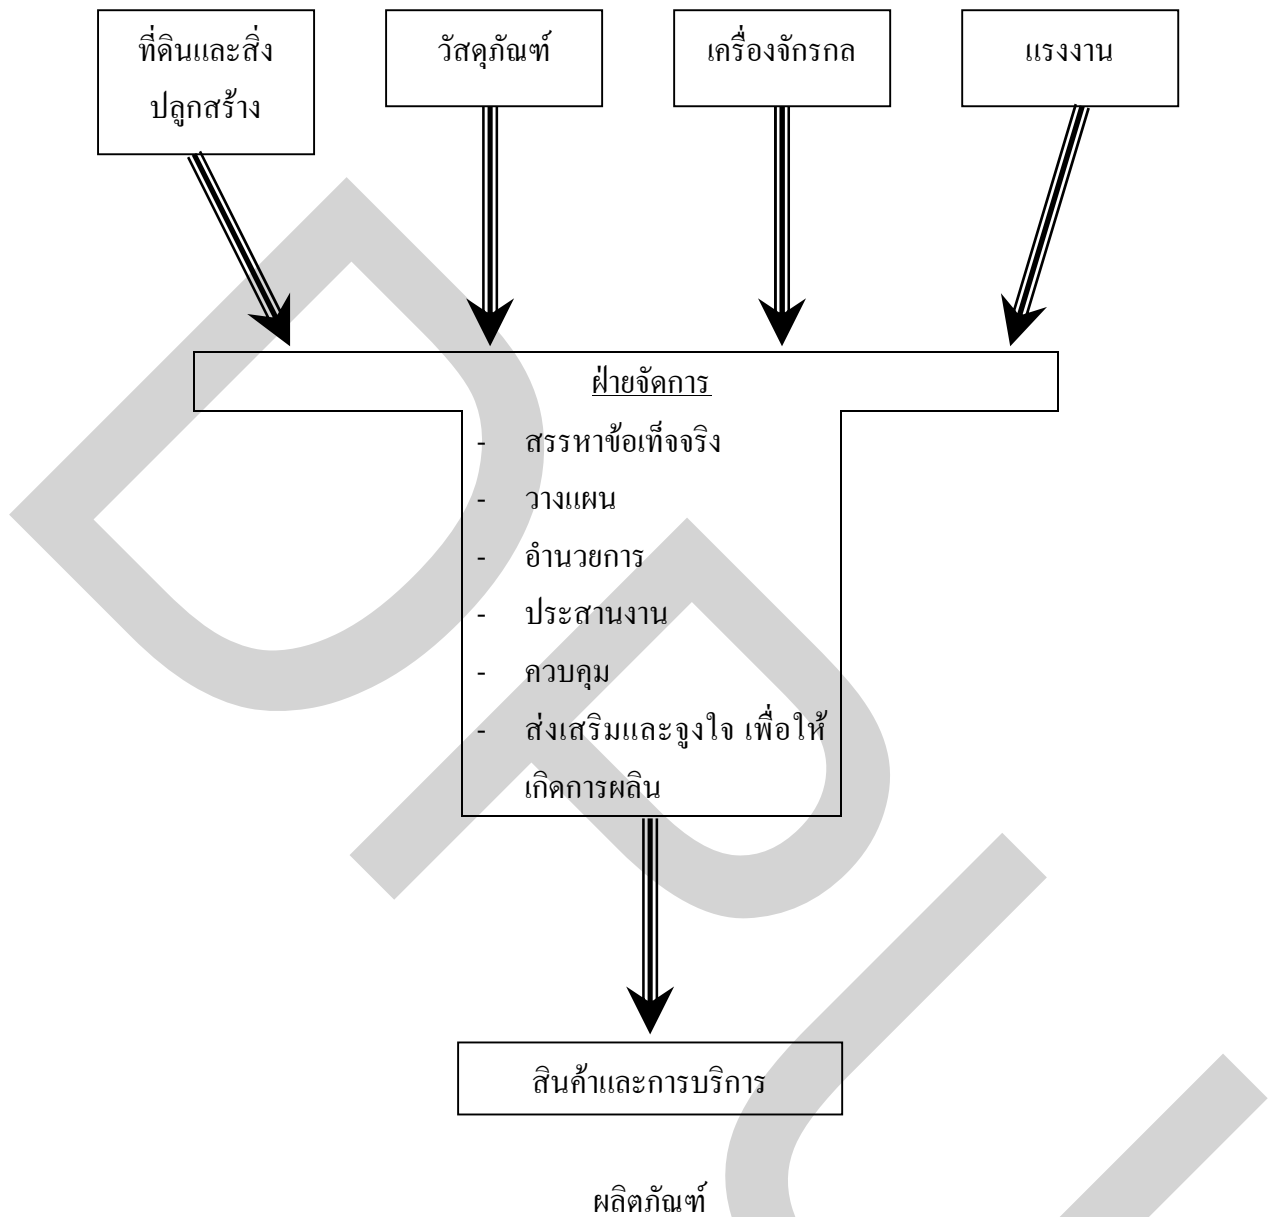 ที่ดินและสิ่ง
ปลูกสร้าง
วัสดุภัณฑ์
เครื่องจักรกล
แรงงาน
ฝ่ายจัดการ
- สรรหาข้อเท็จจริง
- วางแผน
- อำนวยการ
- ประสานงาน
- ควบคุม
- ส่งเสริมและจูงใจ เพื่อให้
เกิดการผลิน
สินค้าและการบริการ
ผลิตภัณฑ์
DPU